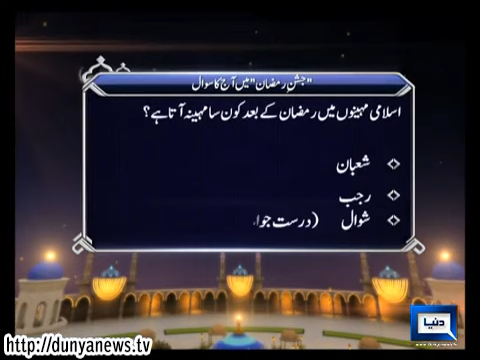 "جشن رمضان" میں آج کا سوال
اسلامی مہینوں میں رمضان کے بعد کون سا مہینہ آتا ہے؟
شعبان
رجب
شوال (درست جوا
دنیا
http://dunyanews.tv